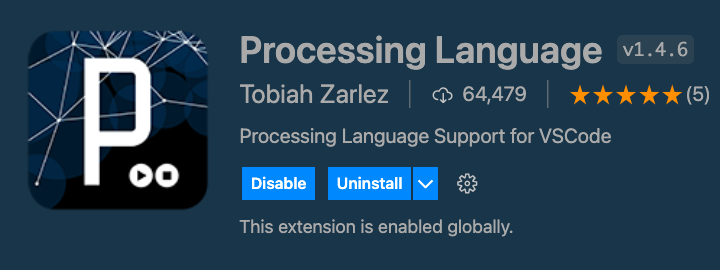 P
Processing Language v1.4.6
Tobiah Zarlez 64,479 (5)
Processing Language Support for VSCode
Disable Uninstall
This extension is enabled globally.